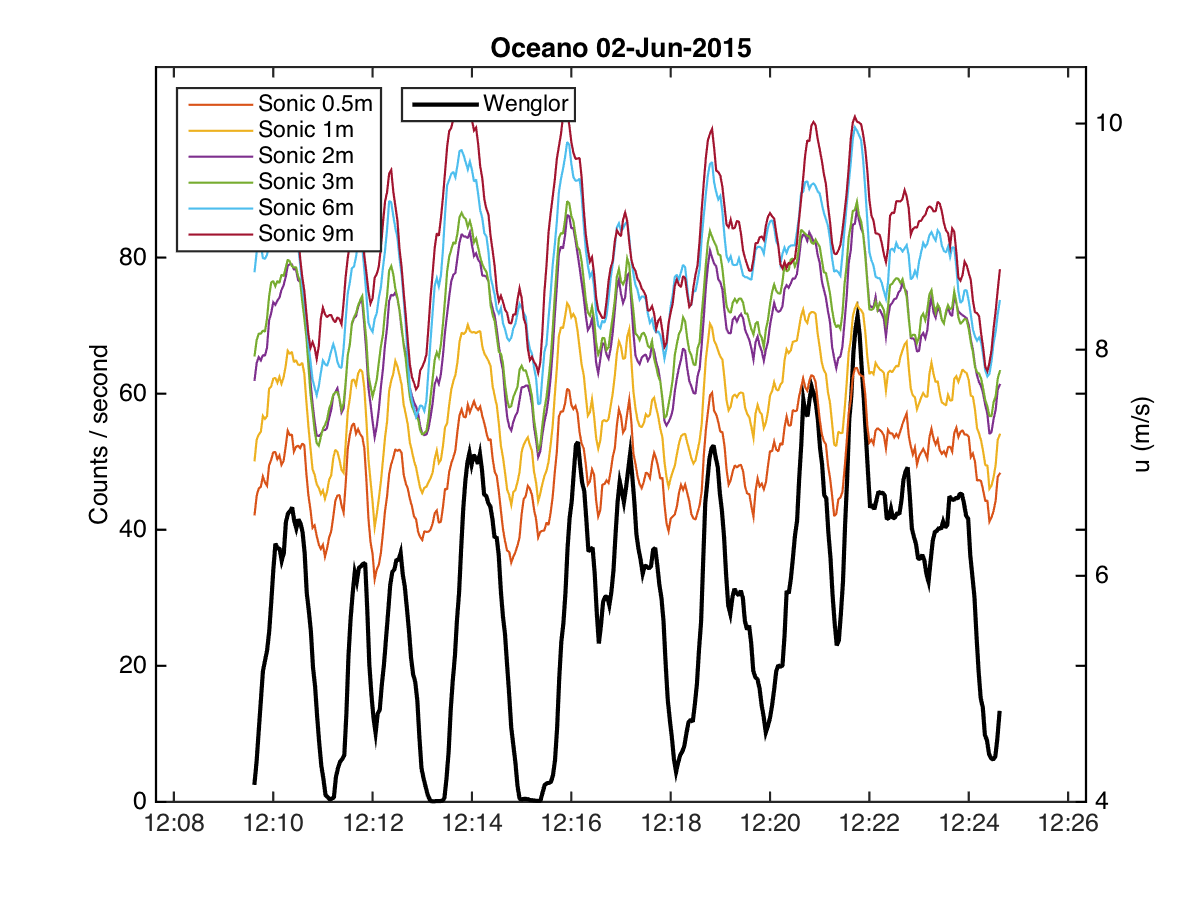 Oceano 02-Jun-2015
Sonic 0.5m
Sonic 1m
Sonic 2m
Sonic 3m
Sonic 6m
Sonic 9m
Wenglor
Counts / second
80
60
40
20
0
10
8
6
4
u (m/s)
12:08 12:10 12:12 12:14 12:16 12:18 12:20 12:22 12:24 12:26